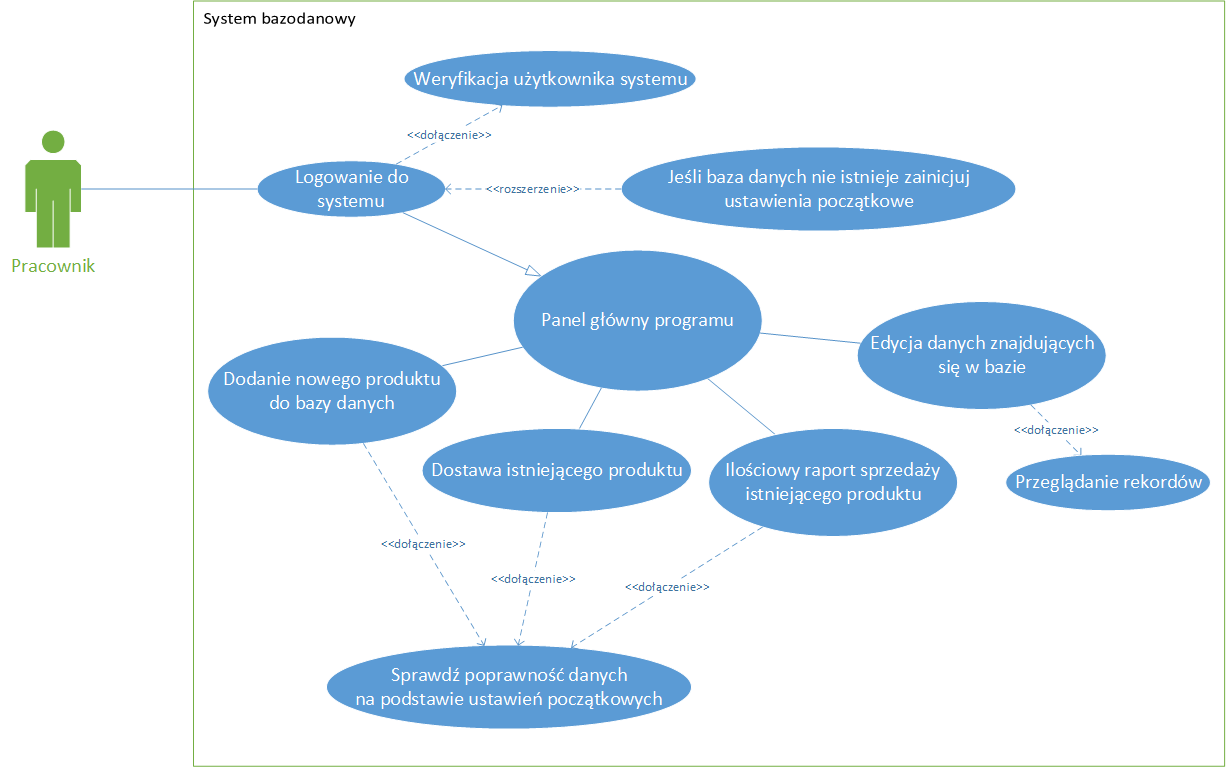 System bazodanowy
Weryfikacja użytkownika systemu
<<dołączenie>>
Logowanie do
systemu
<<rozszerzenie>>
Jeśli baza danych nie istnieje zainicjuj
ustawienia początkowe
Pracownik
Panel główny programu
Edycja danych znajdujących
się w bazie
Dodanie nowego produktu
do bazy danych
<<dołączenie>>
Dostawa istniejącego produktu
Ilościowy raport sprzedaży
istniejącego produktu
Przeglądanie rekordów
<<dołączenie>>
<<dołączenie>>
<<dołączenie>>
Sprawdź poprawność danych
na podstawie ustawień początkowych